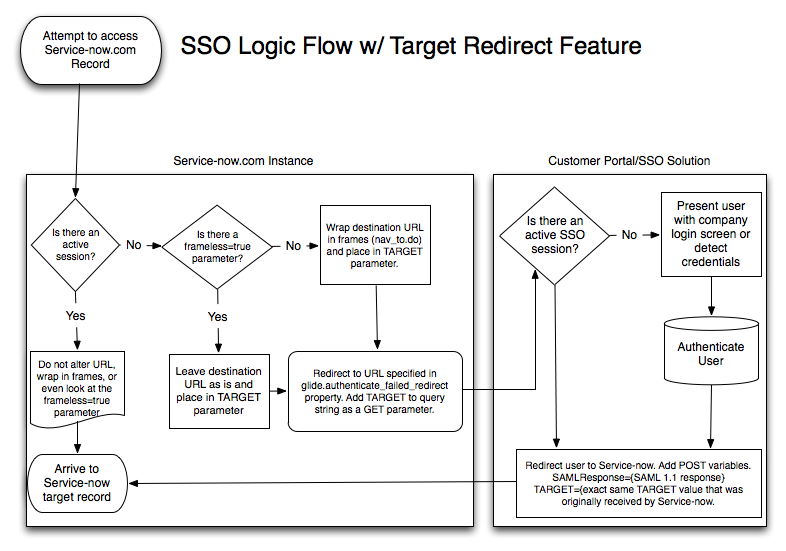 Attempt to access
Service-now.com
Record
SSO Logic Flow w/ Target Redirect Feature
Service-now.com Instance
Customer Portal/SSO Solution
Is there an
active
session?
No
Is there a
frameless=true
parameter?
No
Wrap destination URL
in frames (nav_to.do)
and place in TARGET
parameter.
Is there an
active SSO
session?
No
Present user
with company
login screen or
detect
credentials
Yes
Yes
Do not alter URL,
wrap in frames, or
even look at the
frameless=true
parameter
Leave destination
URL as is and
place in TARGET
parameter
Redirect to URL specified in
glide.authenticate_failed_redirect
property. Add TARGET to query
string as a GET parameter.
Authenticate
User
Arrive to
Service-now
target record
Redirect user to Service-now. Add POST variables.
SAMLResponse={SAML 1.1 response}
TARGET={exact same TARGET value that was
originally received by Service-now.